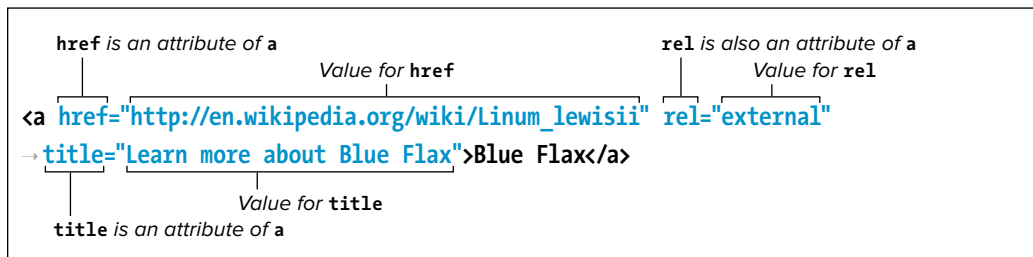 href is an attribute of a
rel is also an attribute of a
Value for href
Value for rel
<a href="http://en.wikipedia.org/wiki/Linum_lewisii" rel="external"
→ title="Learn more about Blue Flax">Blue Flax</a>
Value for title
title is an attribute of a